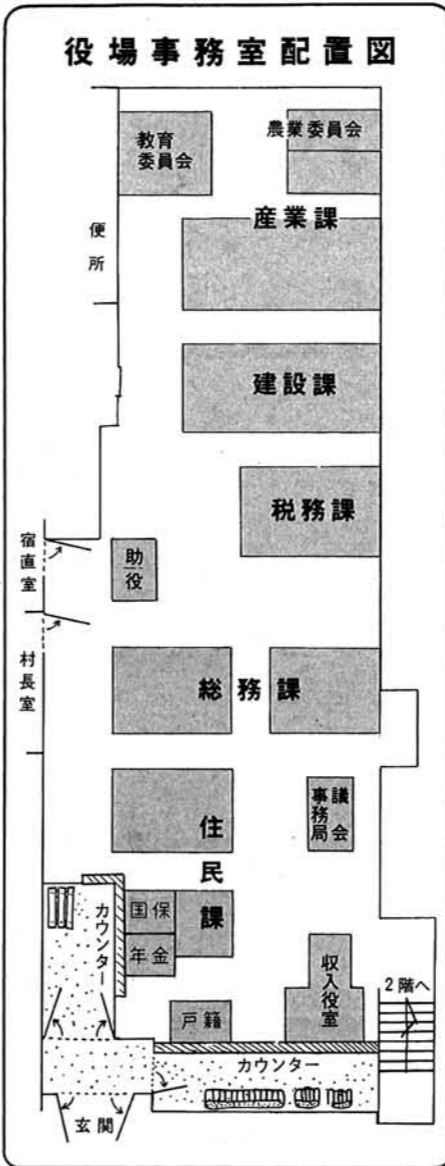 役場事務室配置図
教育
委員会
農業委員会
産業課
便所
建設課
税務課
宿直室
助役
村長室
総務課
住民課
議会
事務局
カウンター
国保
年金
戸籍
収入役室
2階へ
カウンター
玄関